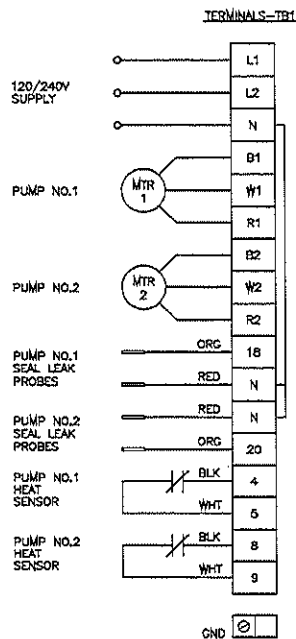 TERMINALS-TB1
120/240V
SUPPLY
L1
L2
N
PUMP NO.1
MTR
1
B1
W1
R1
PUMP NO.2
MTR
2
B2
W2
R2
PUMP NO.1
SEAL LEAK
PROBES
ORG
18
RED
N
PUMP NO.2
SEAL LEAK
PROBES
RED
N
ORG
20
PUMP NO.1
HEAT
SENSOR
BLK
4
WHT
5
PUMP NO.2
HEAT
SENSOR
BLK
8
WHT
9
GND